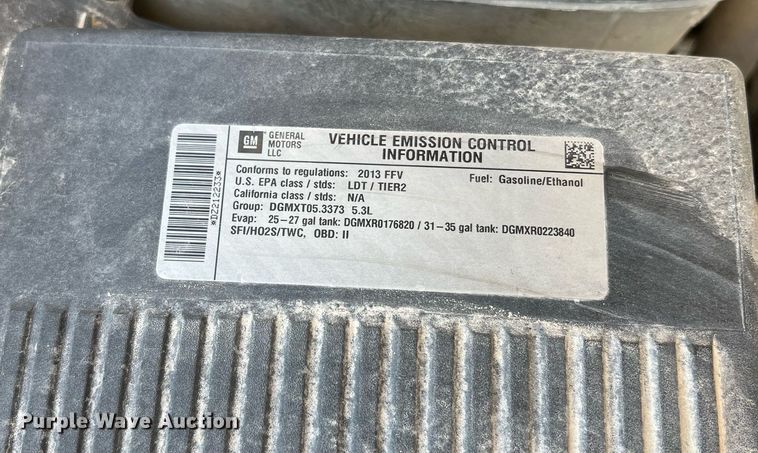 GM GENERAL MOTORS LLC
VEHICLE EMISSION CONTROL
INFORMATION
Conforms to regulations: 2013 FFV Fuel: Gasoline/Ethanol
U.S. EPA class / stds: LDT / TIER2
California class / stds: N/A
Group: DGMXT05.3373 5.3L
Evap: 25-27 gal tank: DGMXR0176820 / 31-35 gal tank: DGMXR0223840
SFI/HO2S/TWC, OBD: II
*DZ212233*
Purple Wave Auction